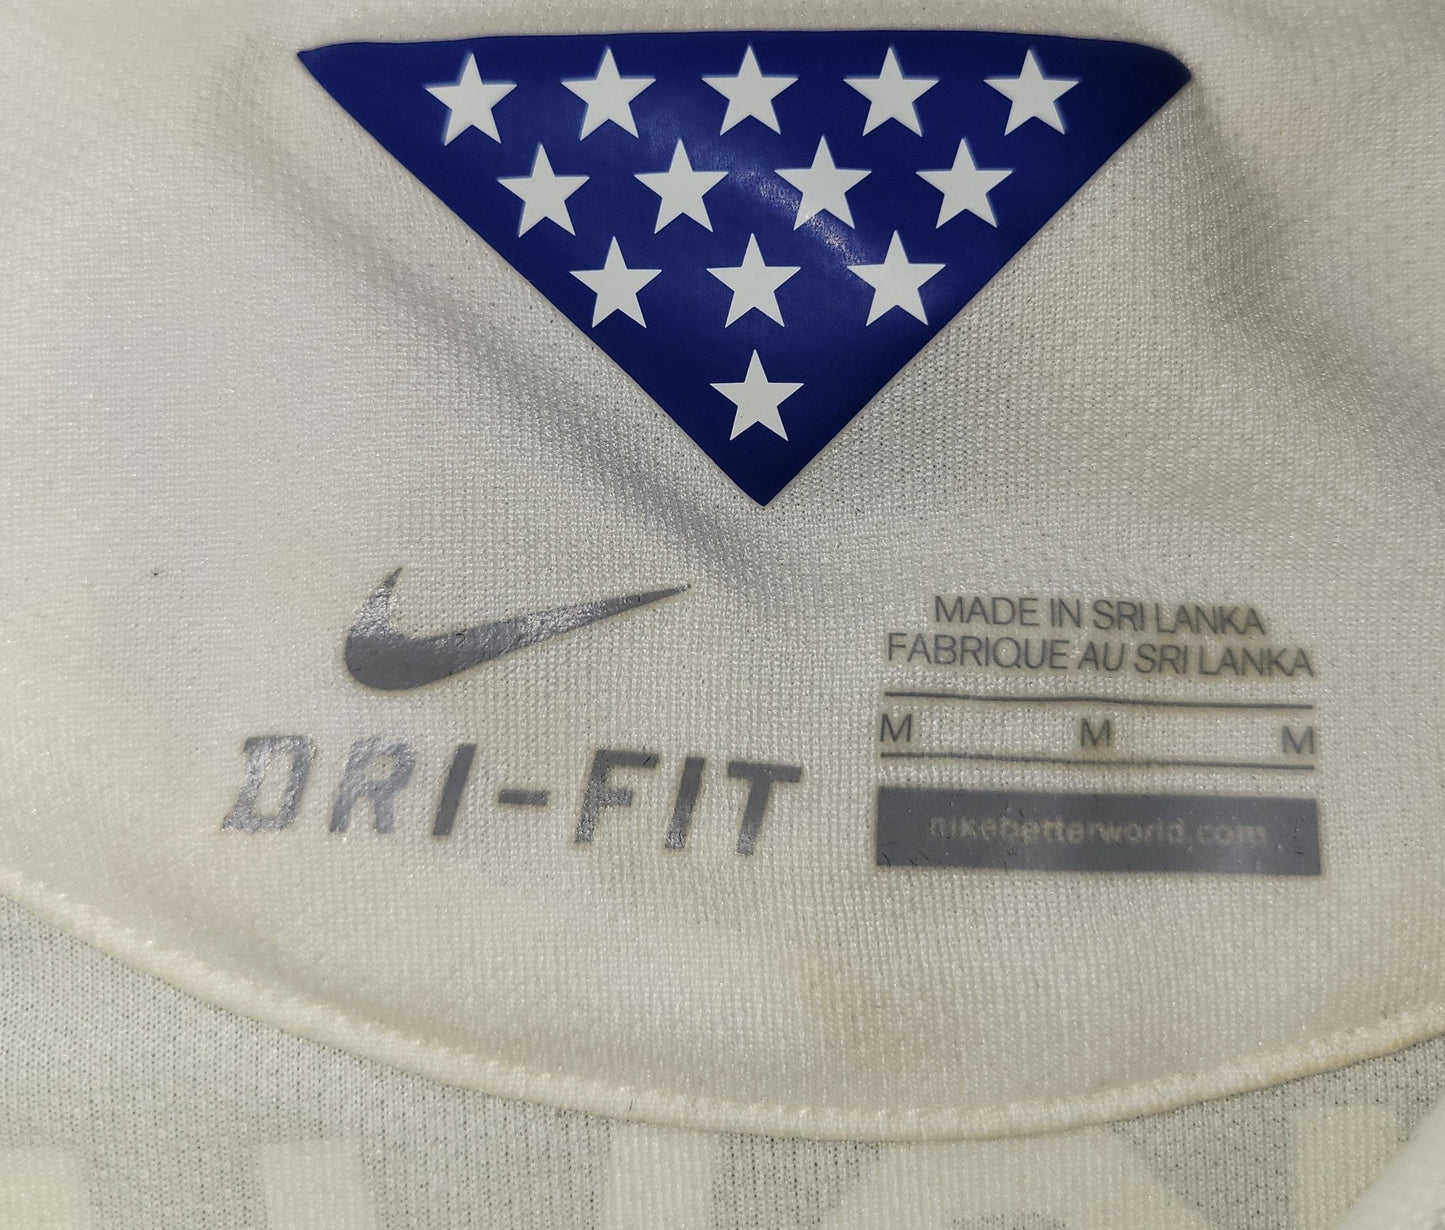 DRI-FIT
MADE IN SRI LANKA
FABRIQUE AU SRI LANKA
M M M
nikebetterworld.com